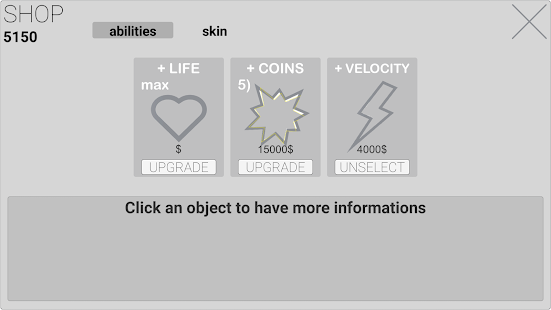 SHOP
5150
abilities
skin
+ LIFE
max
$
UPGRADE
+ COINS
5)
15000$
UPGRADE
+ VELOCITY
4000$
UNSELECT
Click an object to have more informations